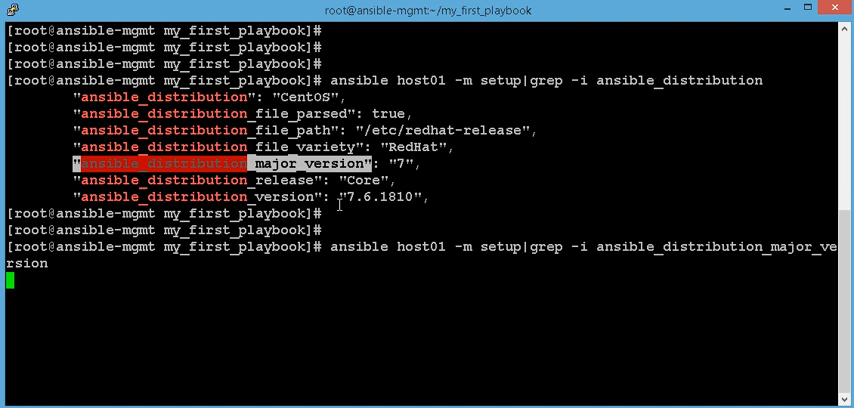 root@ansible-mgmt:~/my_first_playbook
[root@ansible-mgmt my_first_playbook]#
[root@ansible-mgmt my_first_playbook]#
[root@ansible-mgmt my_first_playbook]#
[root@ansible-mgmt my_first_playbook]# ansible host01 -m setup|grep -i ansible_distribution
"ansible_distribution": "CentOS",
"ansible_distribution_file_parsed": true,
"ansible_distribution_file_path": "/etc/redhat-release",
"ansible_distribution_file_variety": "RedHat",
"ansible_distribution_major_version": "7",
"ansible_distribution_release": "Core",
"ansible_distribution_version": "7.6.1810",
[root@ansible-mgmt my_first_playbook]#
[root@ansible-mgmt my_first_playbook]#
[root@ansible-mgmt my_first_playbook]# ansible host01 -m setup|grep -i ansible_distribution_major_ve
rsion